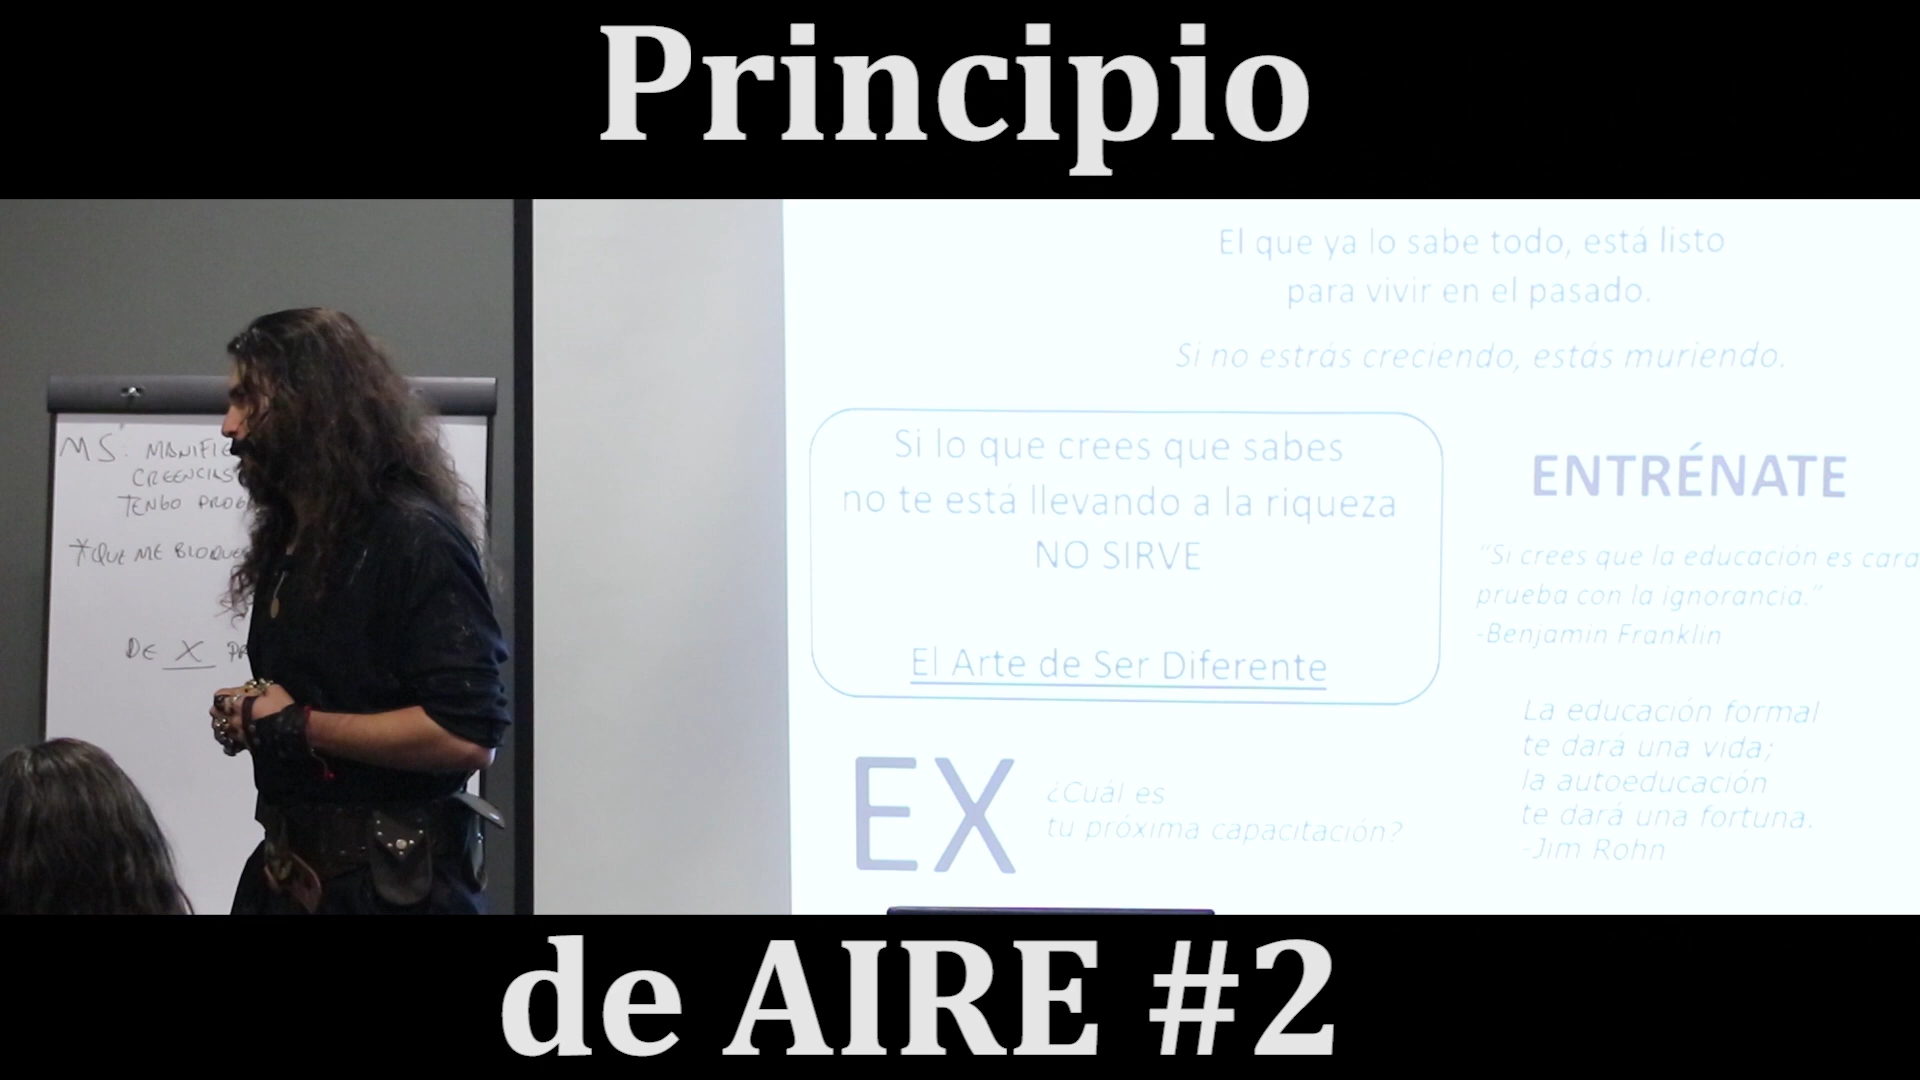 Principio
El que ya lo sabe todo, está listo
para vivir en el pasado.
Si no estrás creciendo, estás muriendo.
Si lo que crees que sabes
no te está llevando a la riqueza
NO SIRVE
El Arte de Ser Diferente
ENTRÉNATE
"Si crees que la educación es cara
prueba con la ignorancia."
-Benjamin Franklin
La educación formal
te dará una vida;
la autoeducación
te dará una fortuna.
-Jim Rohn
EX
¿Cuál es
tu próxima capacitación?
MS:
CREENCIAS
TENGO
*QUE ME
DE X
de AIRE #2